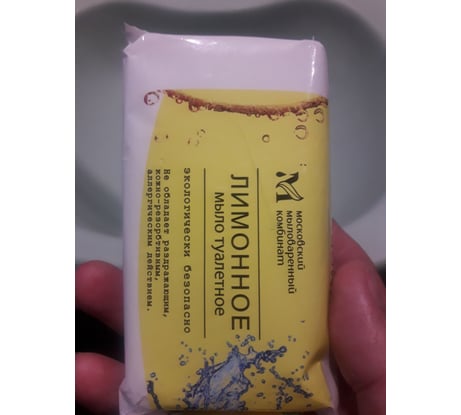 московский
мыловаренный
комбинат
ЛИМОННОЕ
мыло туалетное
экологически безопасно
Не обладает раздражающим,
кожно-резорбтивным,
аллергическим действием.